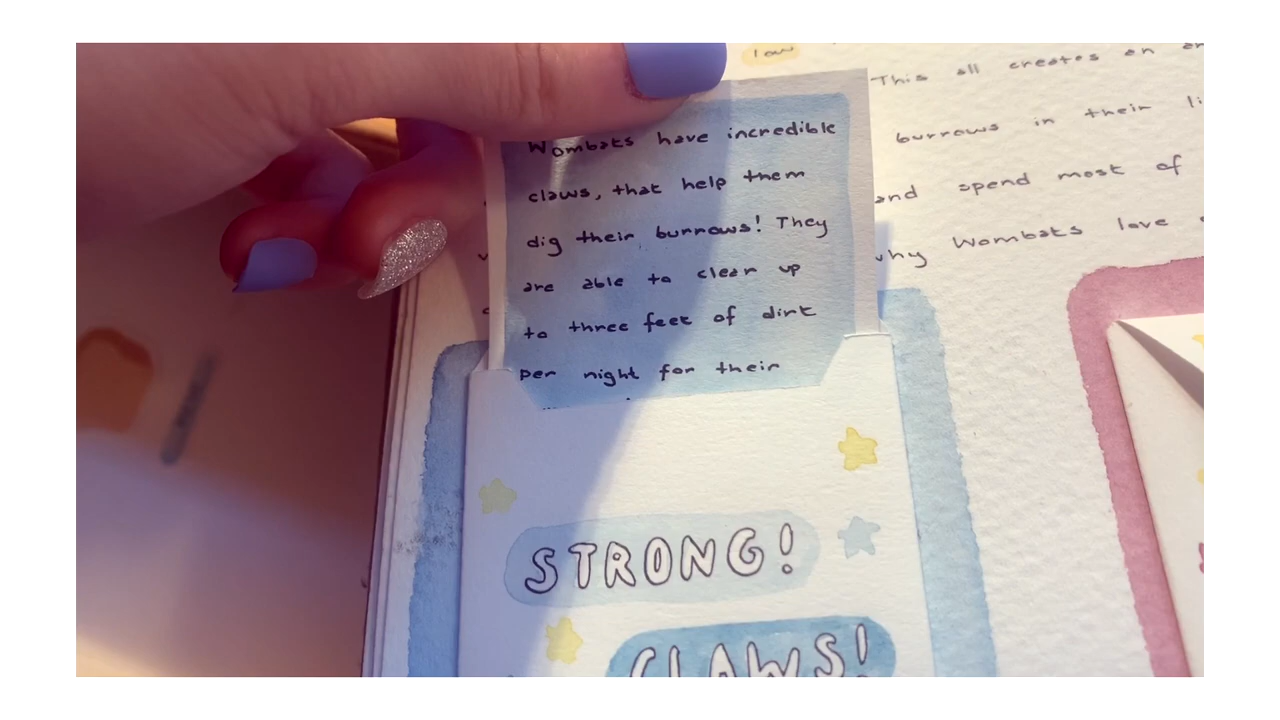 low
This all creates an
burrows in their
and spend most of
why Wombats love
Wombats have incredible
claws, that help them
dig their burrows! They
are able to clear up
to three feet of dirt
per night for their
STRONG!
CLAWS!